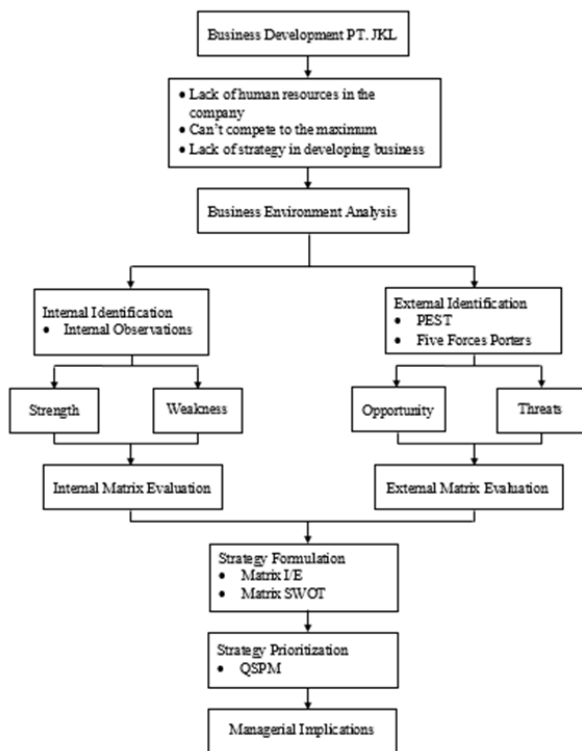 Business Development PT. JKL
• Lack of human resources in the
company
• Can't compete to the maximum
• Lack of strategy in developing business
Business Environment Analysis
Internal Identification
• Internal Observations
External Identification
• PEST
• Five Forces Porters
Strength
Weakness
Opportunity
Threats
Internal Matrix Evaluation
External Matrix Evaluation
Strategy Formulation
• Matrix I/E
• Matrix SWOT
Strategy Prioritization
• QSPM
Managerial Implications